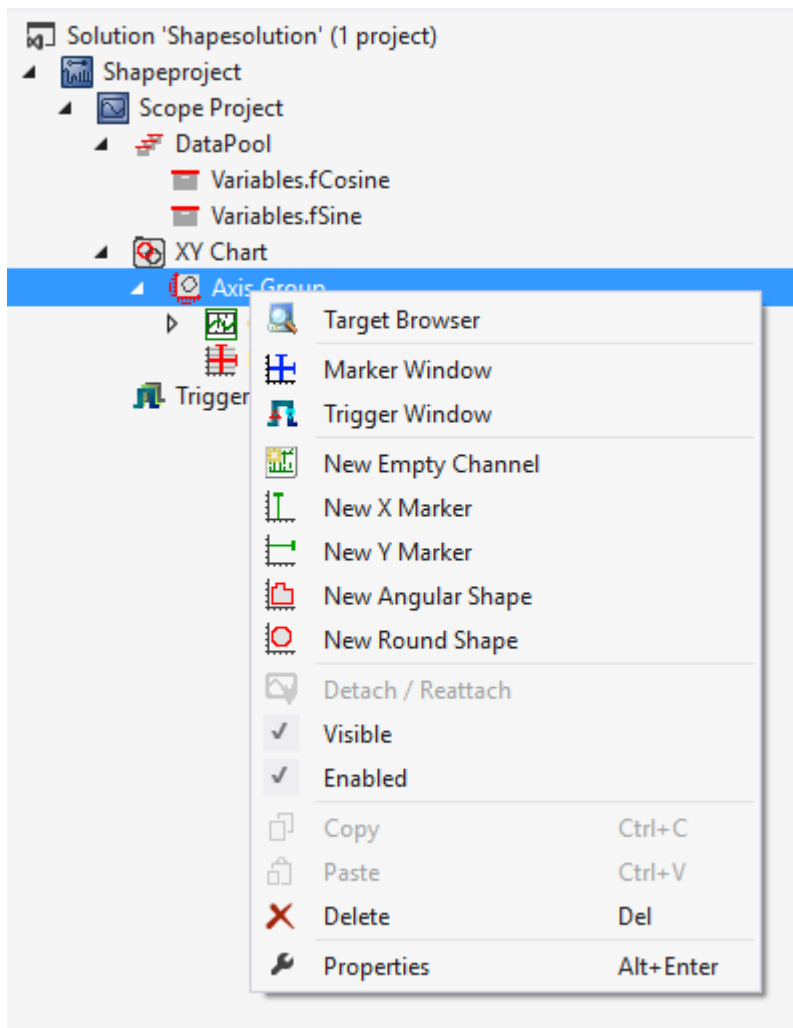 Solution 'Shapesolution' (1 project)
Shapeproject
Scope Project
DataPool
Variables.fCosine
Variables.fSine
XY Chart
Axis Group
Trigger
Target Browser
Marker Window
Trigger Window
New Empty Channel
New X Marker
New Y Marker
New Angular Shape
New Round Shape
Detach / Reattach
Visible
Enabled
Copy Ctrl+C
Paste Ctrl+V
Delete Del
Properties Alt+Enter